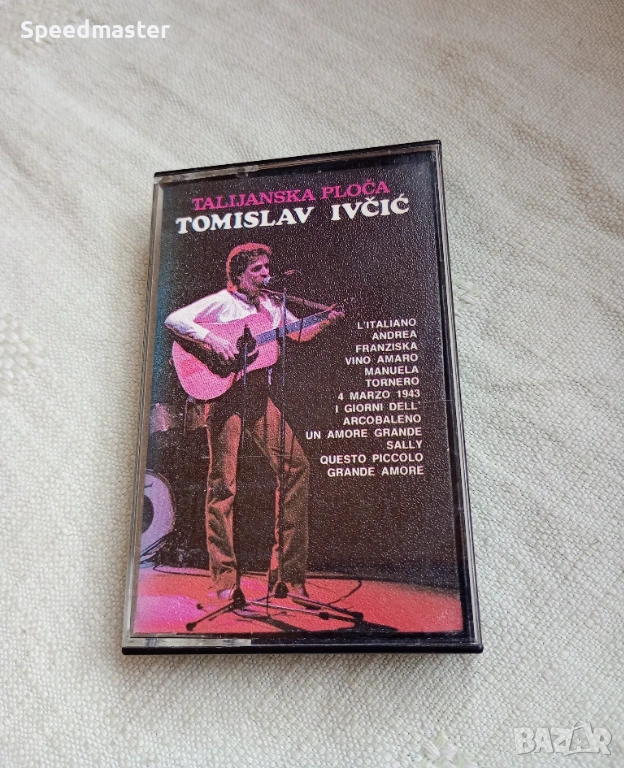 Speedmaster
TALIJANSKA PLOČA
TOMISLAV IVČIĆ
L'ITALIANO
ANDREA
FRANZISKA
VINO AMARO
MANUELA
TORNERO
4 MARZO 1943
I GIORNI DELL'
ARCOBALENO
UN AMORE GRANDE
SALLY
QUESTO PICCOLO
GRANDE AMORE
BAZAR